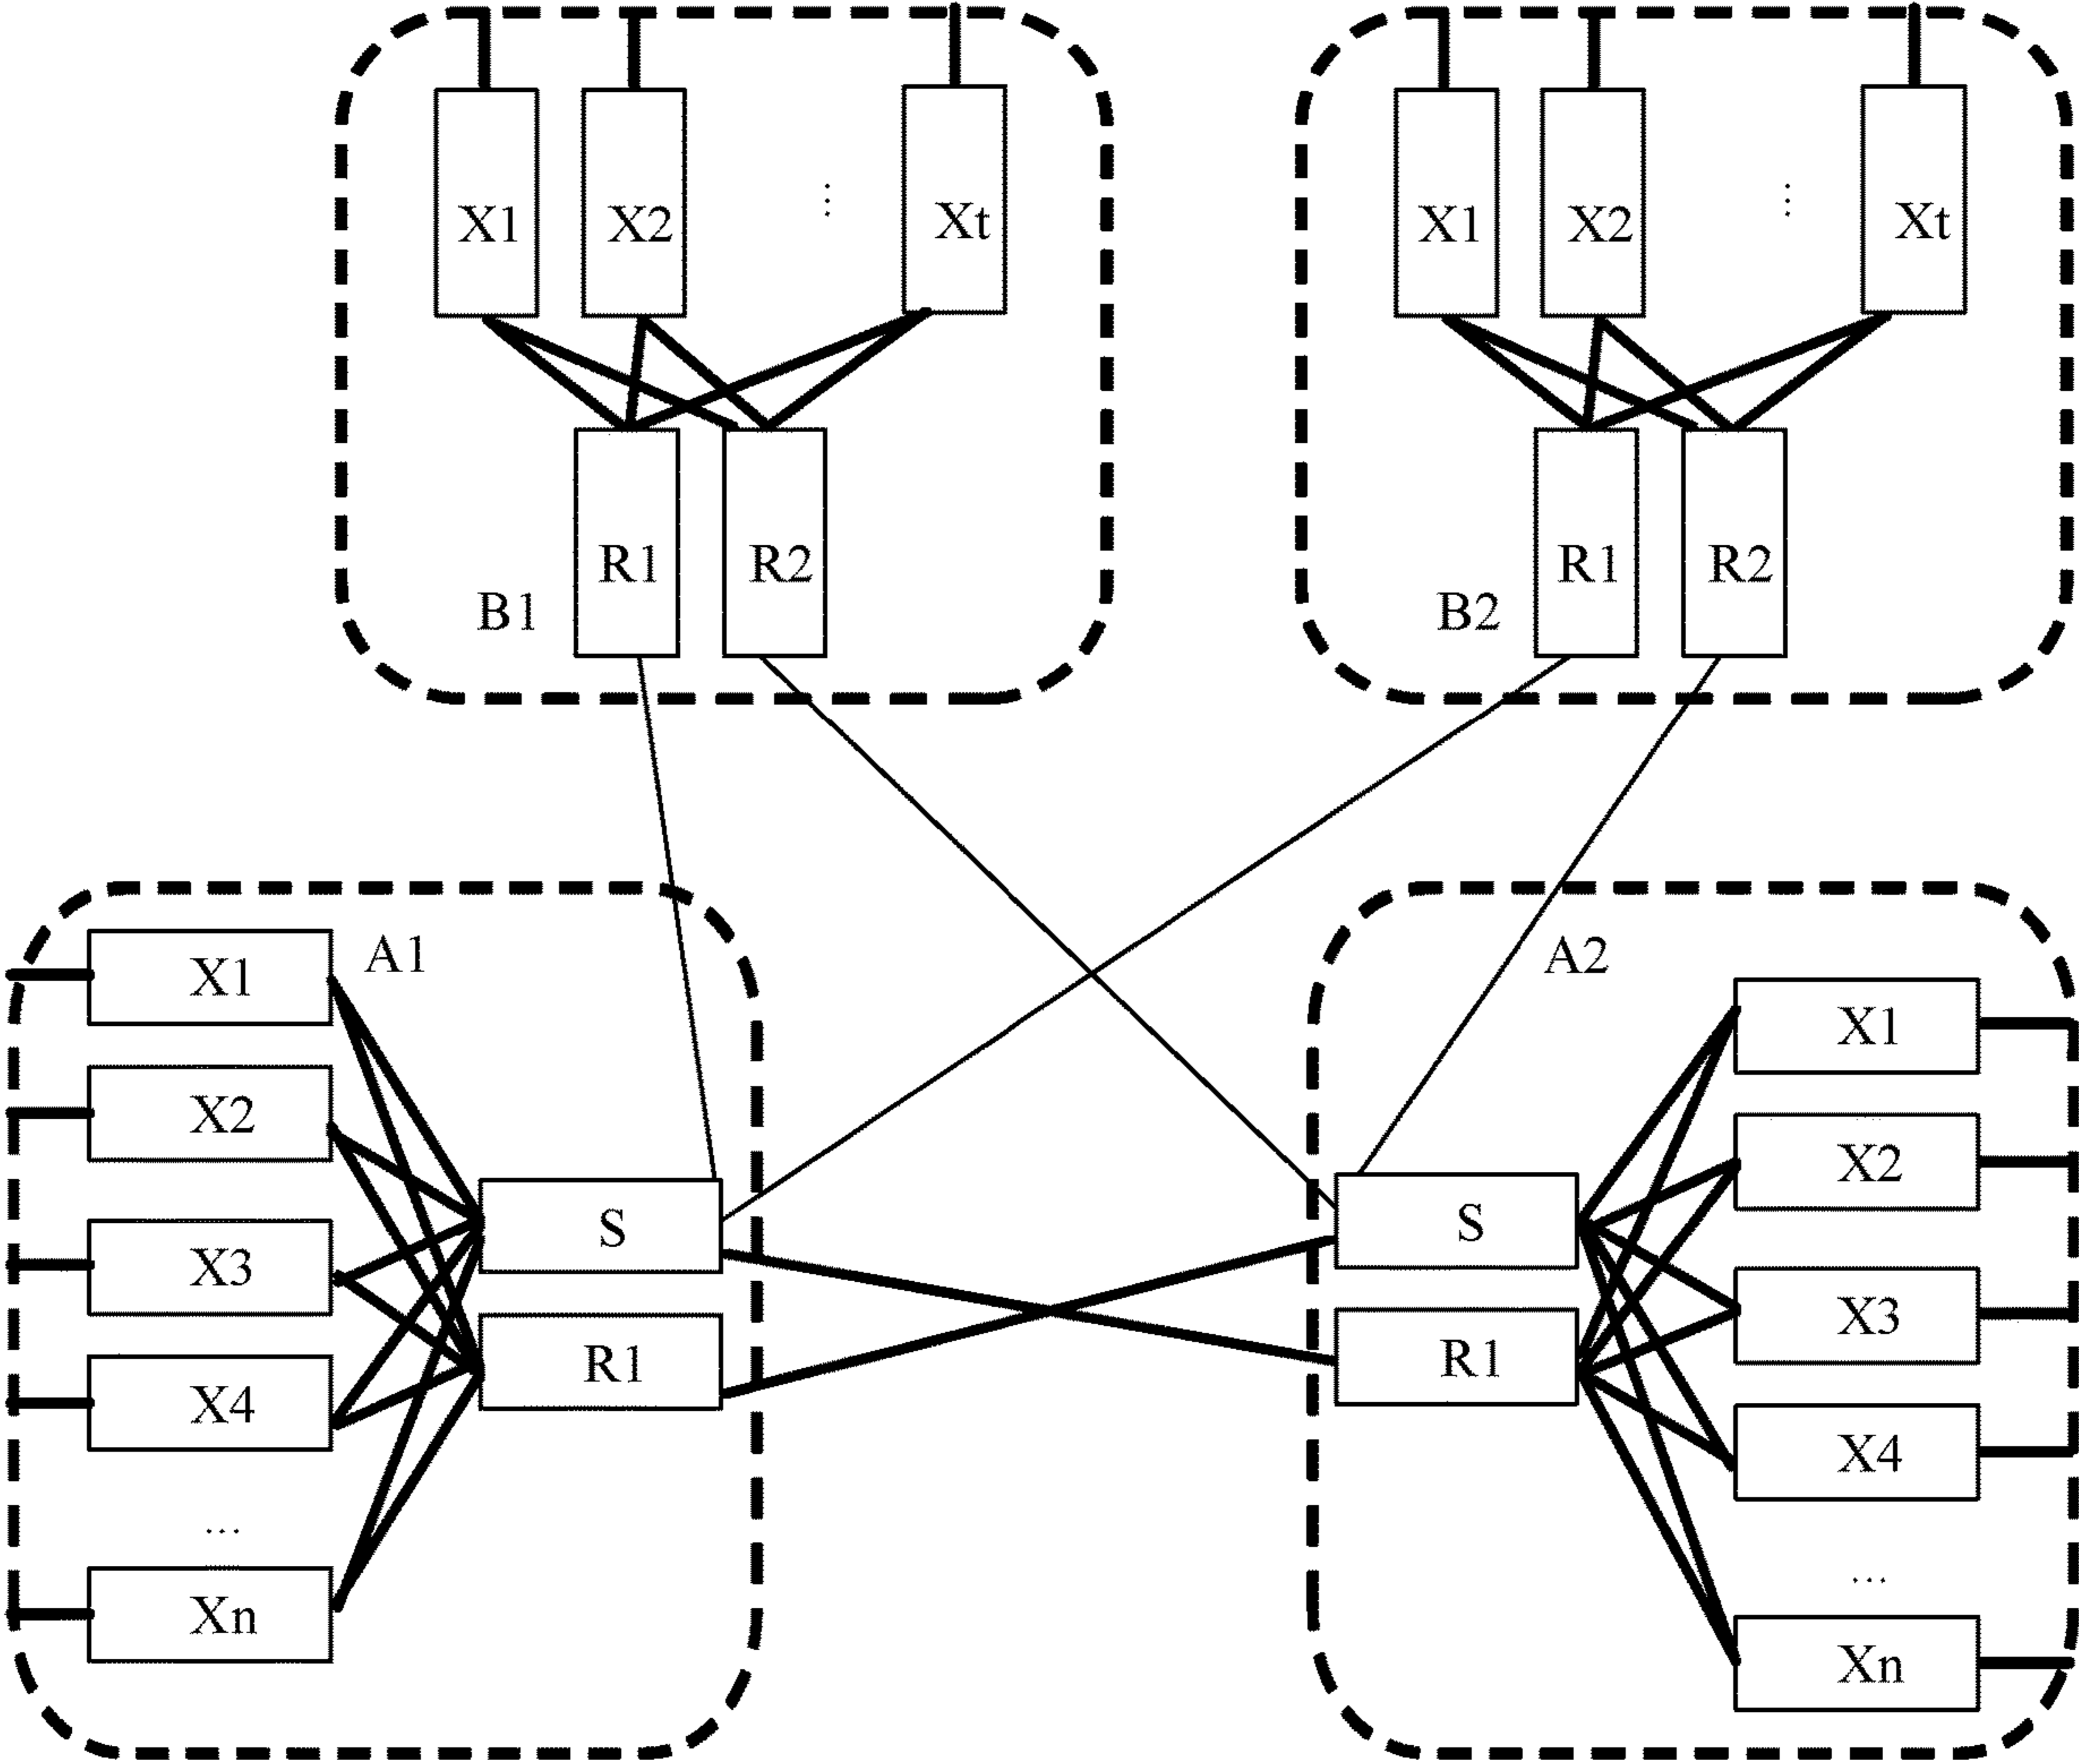 X1 X2 ⋮ Xt
R1 R2
B1
X1 X2 ⋮ Xt
R1 R2
B2
A1
X1
X2
X3
X4
...
Xn
S
R1
A2
S
R1
X1
X2
X3
X4
...
Xn